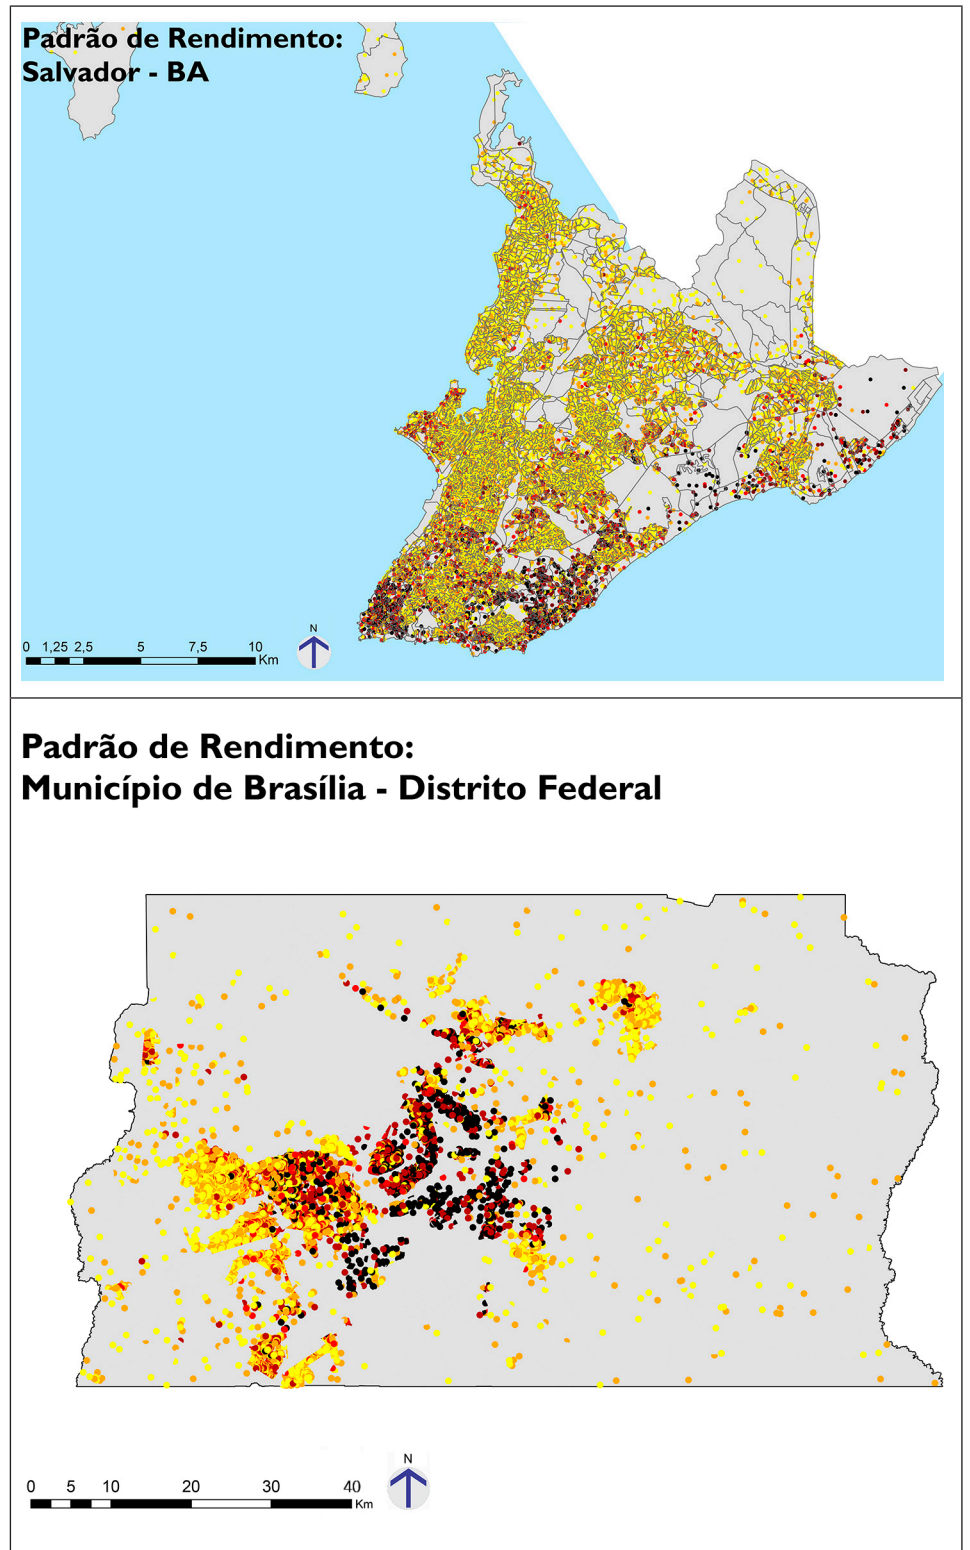 Padrão de Rendimento:
Salvador - BA
N
0 1,25 2,5 5 7,5 10
Km
Padrão de Rendimento:
Município de Brasília - Distrito Federal
N
0 5 10 20 30 40
Km